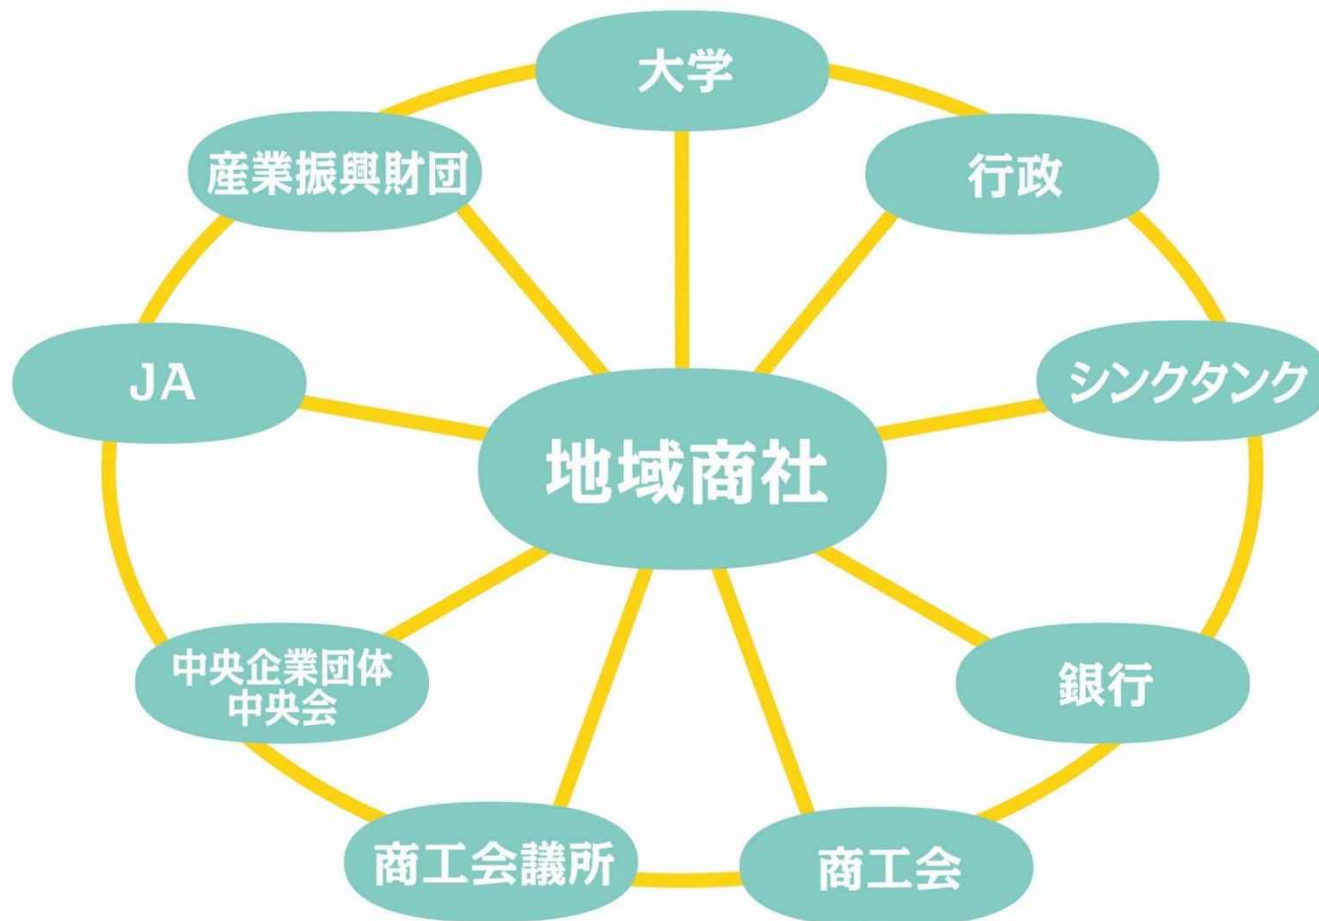 大学
産業振興財団
行政
JA
シンクタンク
地域商社
中央企業団体
中央会
銀行
商工会議所
商工会